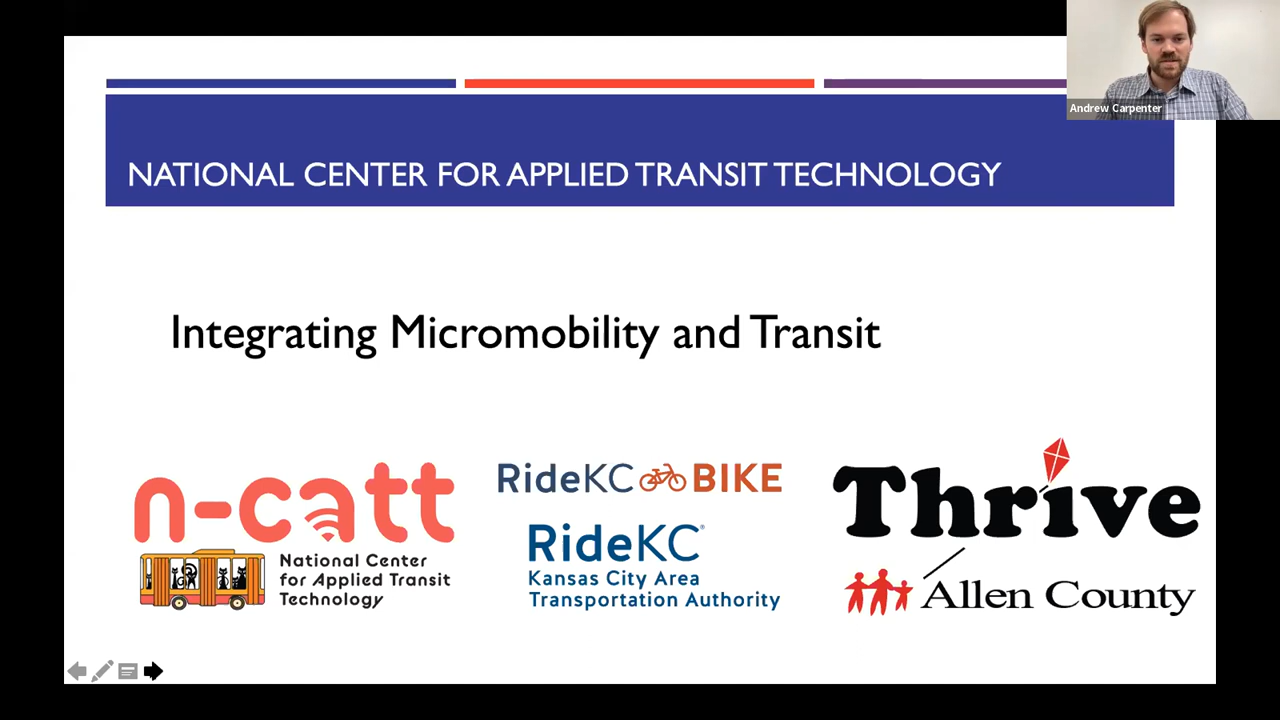 Andrew Carpenter
NATIONAL CENTER FOR APPLIED TRANSIT TECHNOLOGY
Integrating Micromobility and Transit
n-catt
National Center
for Applied Transit
Technology
RideKC BIKE
RideKC®
Kansas City Area
Transportation Authority
Thrive
Allen County